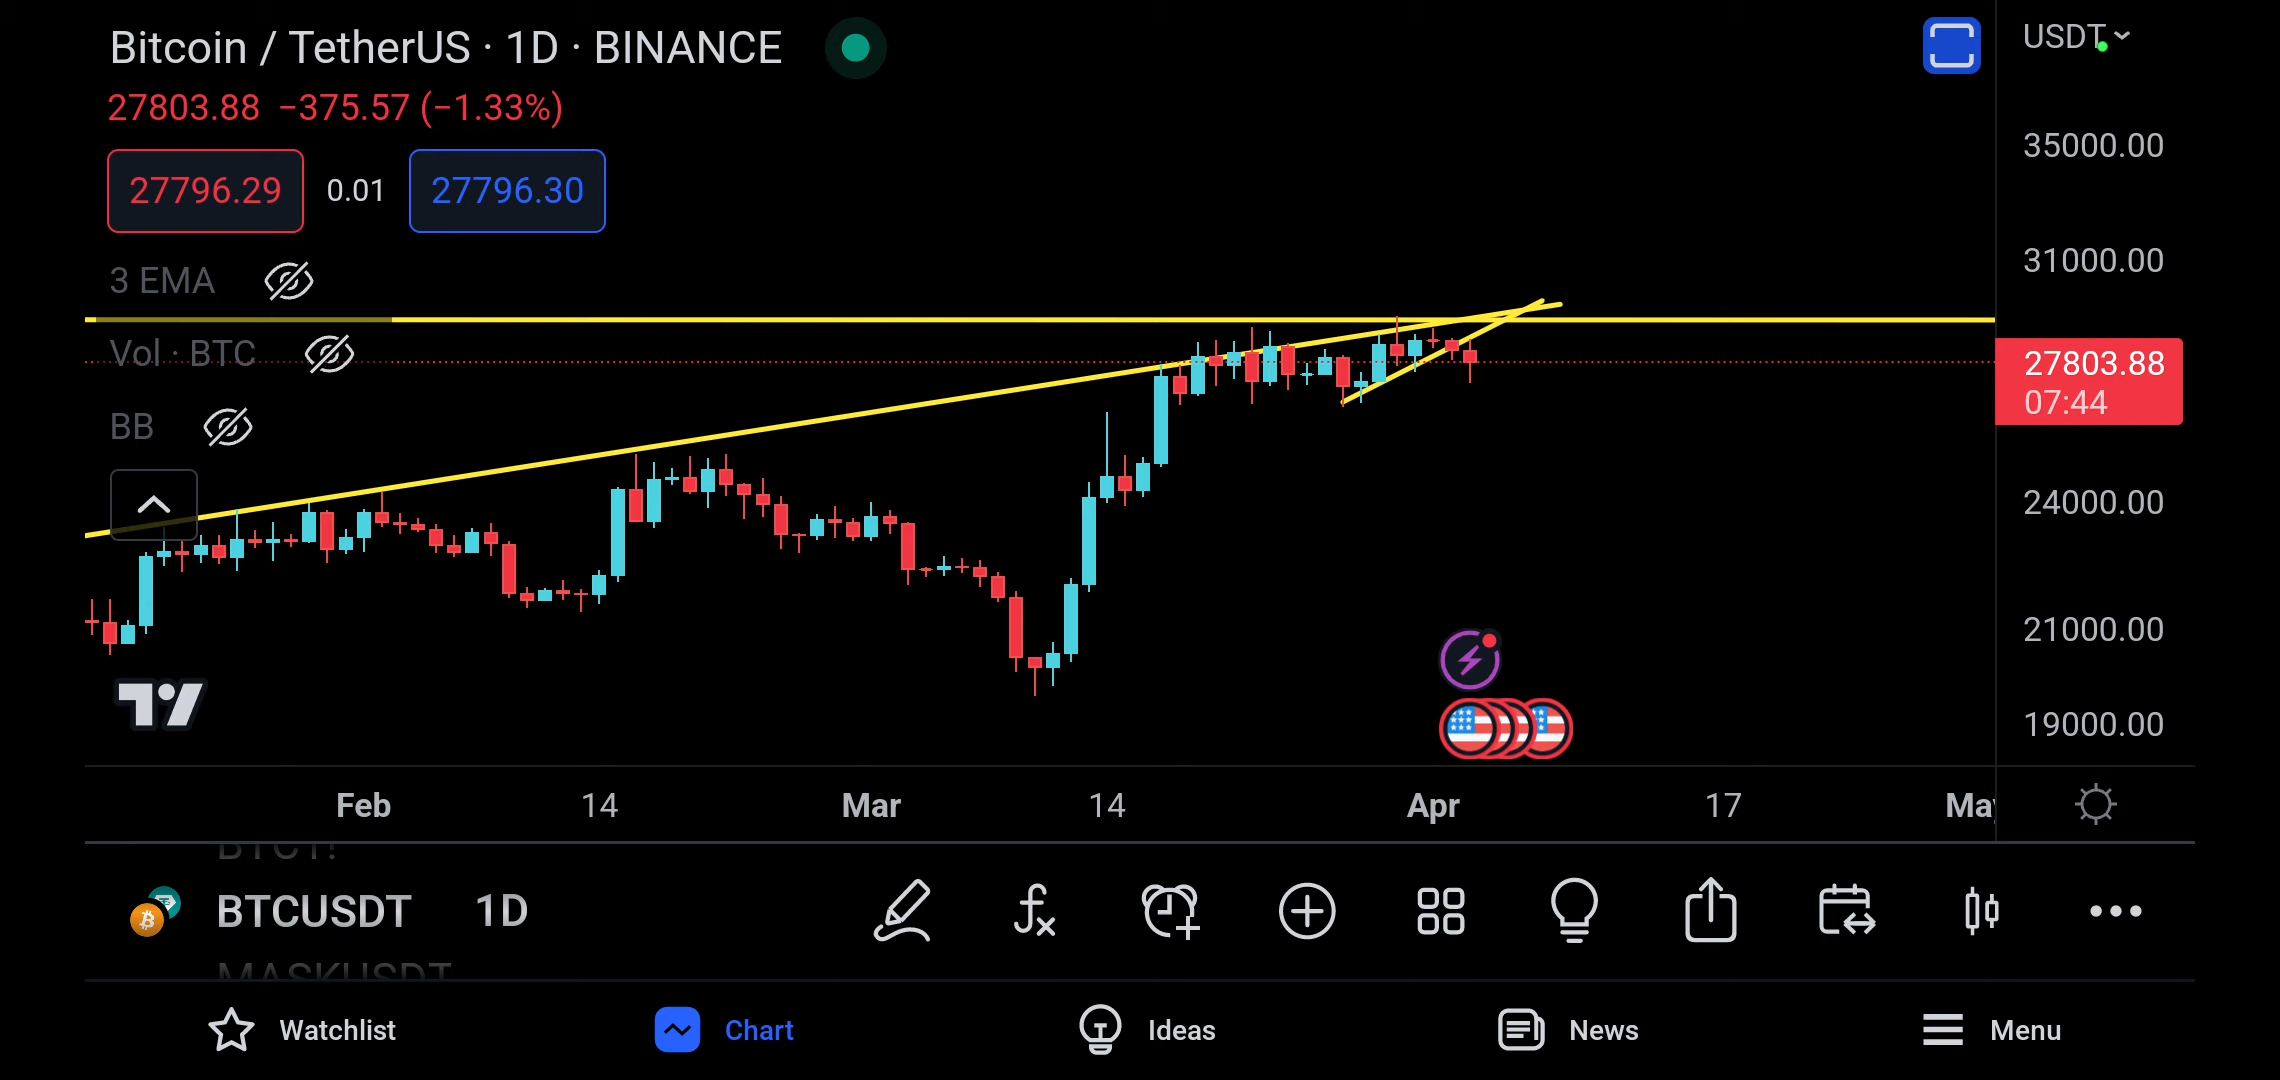 Bitcoin / TetherUS · 1D · BINANCE
USDT
27803.88 −375.57 (−1.33%)
35000.00
27796.29 0.01 27796.30
31000.00
3 EMA
Vol · BTC
27803.88
07:44
BB
24000.00
21000.00
19000.00
Feb 14 Mar 14 Apr 17 May
BTCUSDT 1D
MASKUSDT
Watchlist Chart Ideas News Menu